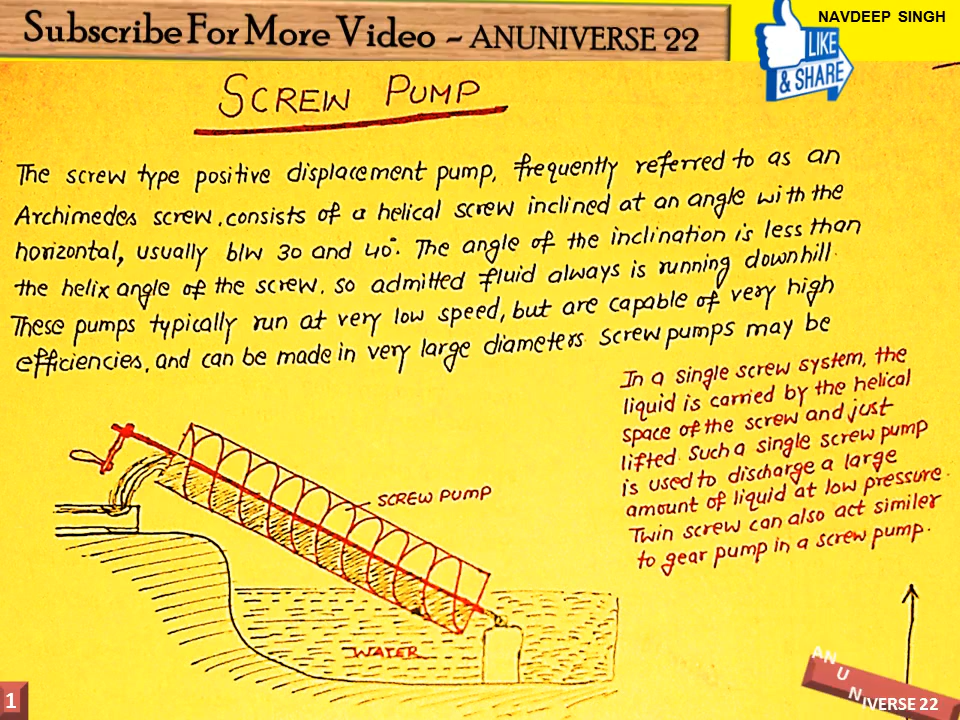 Subscribe For More Video - ANUNIVERSE 22
NAVDEEP SINGH
LIKE
& SHARE
SCREW PUMP
The screw type positive displacement pump, frequently referred to as an
Archimedes screw, consists of a helical screw inclined at an angle with the
horizontal, usually b/w 30 and 40°. The angle of the inclination is less than
the helix angle of the screw. so admitted fluid always is running downhill.
These pumps typically run at very low speed, but are capable of very high
efficiencies, and can be made in very large diameters. Screw pumps may be
In a single screw system, the
liquid is carried by the helical
space of the screw and just
lifted. Such a single screw pump
is used to discharge a large
amount of liquid at low pressure.
Twin screw can also act similer
to gear pump in a screw pump.
SCREW PUMP
WATER
1
ANUNIVERSE 22